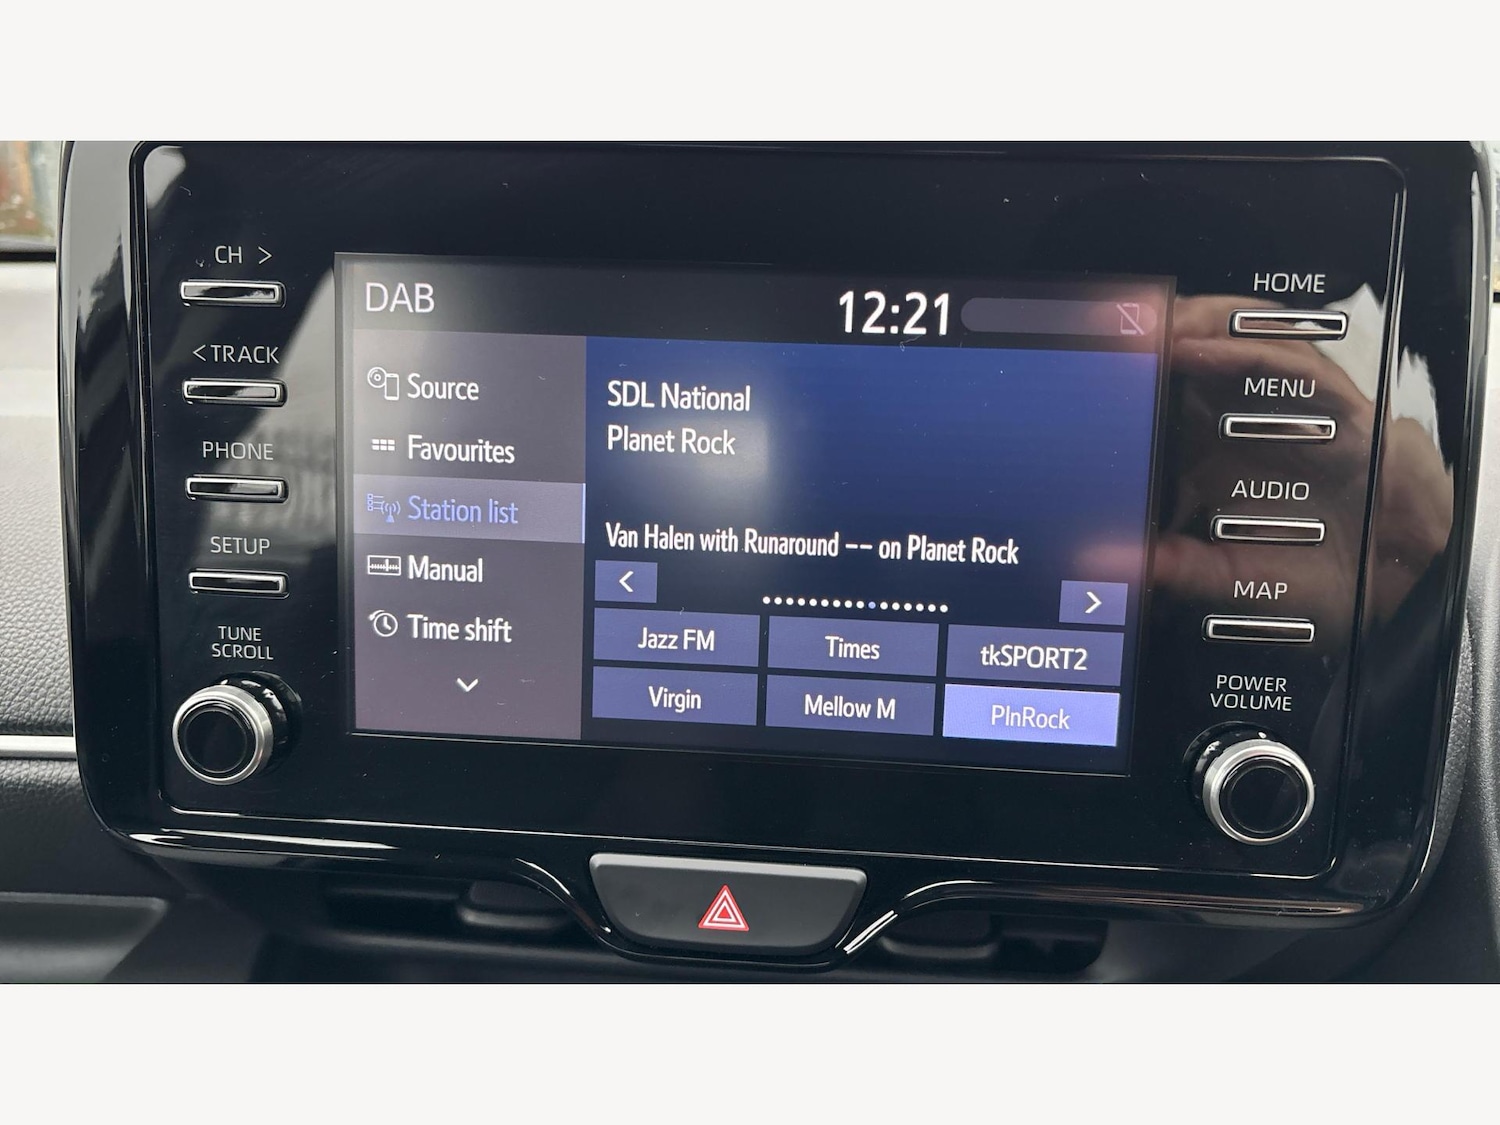 CH >
< TRACK
PHONE
SETUP
TUNE
SCROLL
DAB
12:21
Source
Favourites
Station list
Manual
Time shift
SDL National
Planet Rock
Van Halen with Runaround -- on Planet Rock
<
>
Jazz FM
Times
tkSPORT2
Virgin
Mellow M
PlnRock
HOME
MENU
AUDIO
MAP
POWER
VOLUME